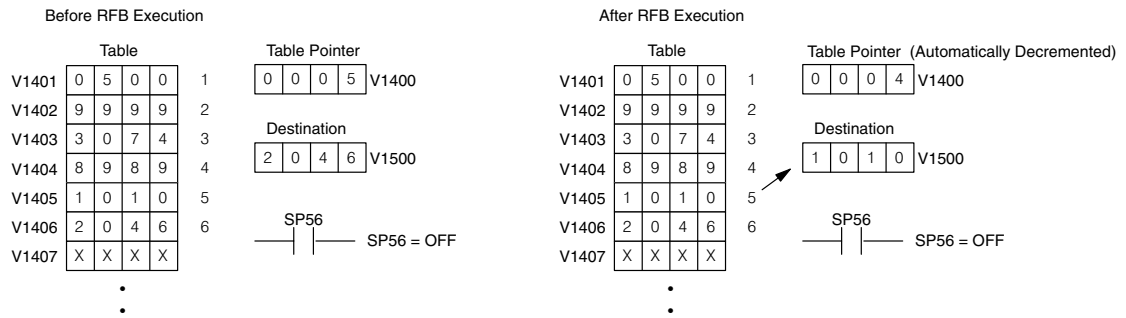 Before RFB Execution
Table
V1401 0 5 0 0 1
V1402 9 9 9 9 2
V1403 3 0 7 4 3
V1404 8 9 8 9 4
V1405 1 0 1 0 5
V1406 2 0 4 6 6
V1407 X X X X
Table Pointer
0 0 0 5 V1400
Destination
2 0 4 6 V1500
SP56
SP56 = OFF
After RFB Execution
Table
V1401 0 5 0 0 1
V1402 9 9 9 9 2
V1403 3 0 7 4 3
V1404 8 9 8 9 4
V1405 1 0 1 0 5
V1406 2 0 4 6 6
V1407 X X X X
Table Pointer (Automatically Decremented)
0 0 0 4 V1400
Destination
1 0 1 0 V1500
SP56
SP56 = OFF